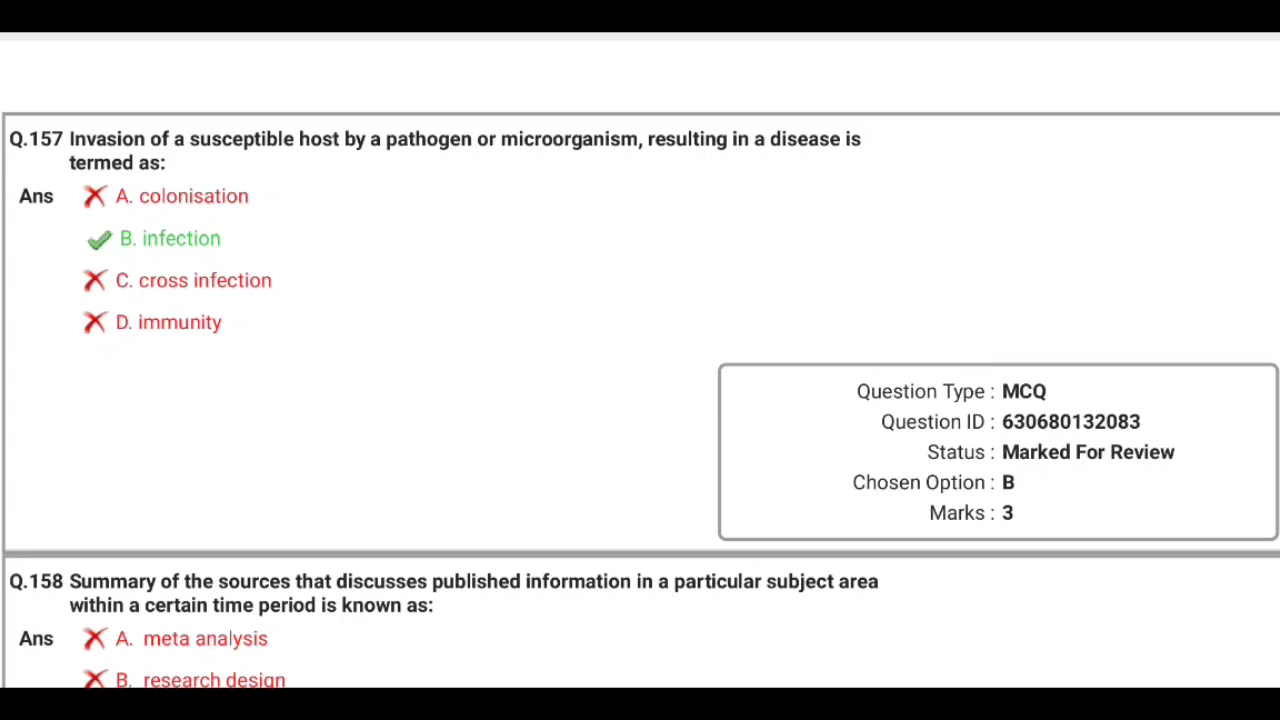 Q.157 Invasion of a susceptible host by a pathogen or microorganism, resulting in a disease is
termed as:
Ans A. colonisation
B. infection
C. cross infection
D. immunity
Question Type : MCQ
Question ID : 630680132083
Status : Marked For Review
Chosen Option : B
Marks : 3
Q.158 Summary of the sources that discusses published information in a particular subject area
within a certain time period is known as:
Ans A. meta analysis
B. research design